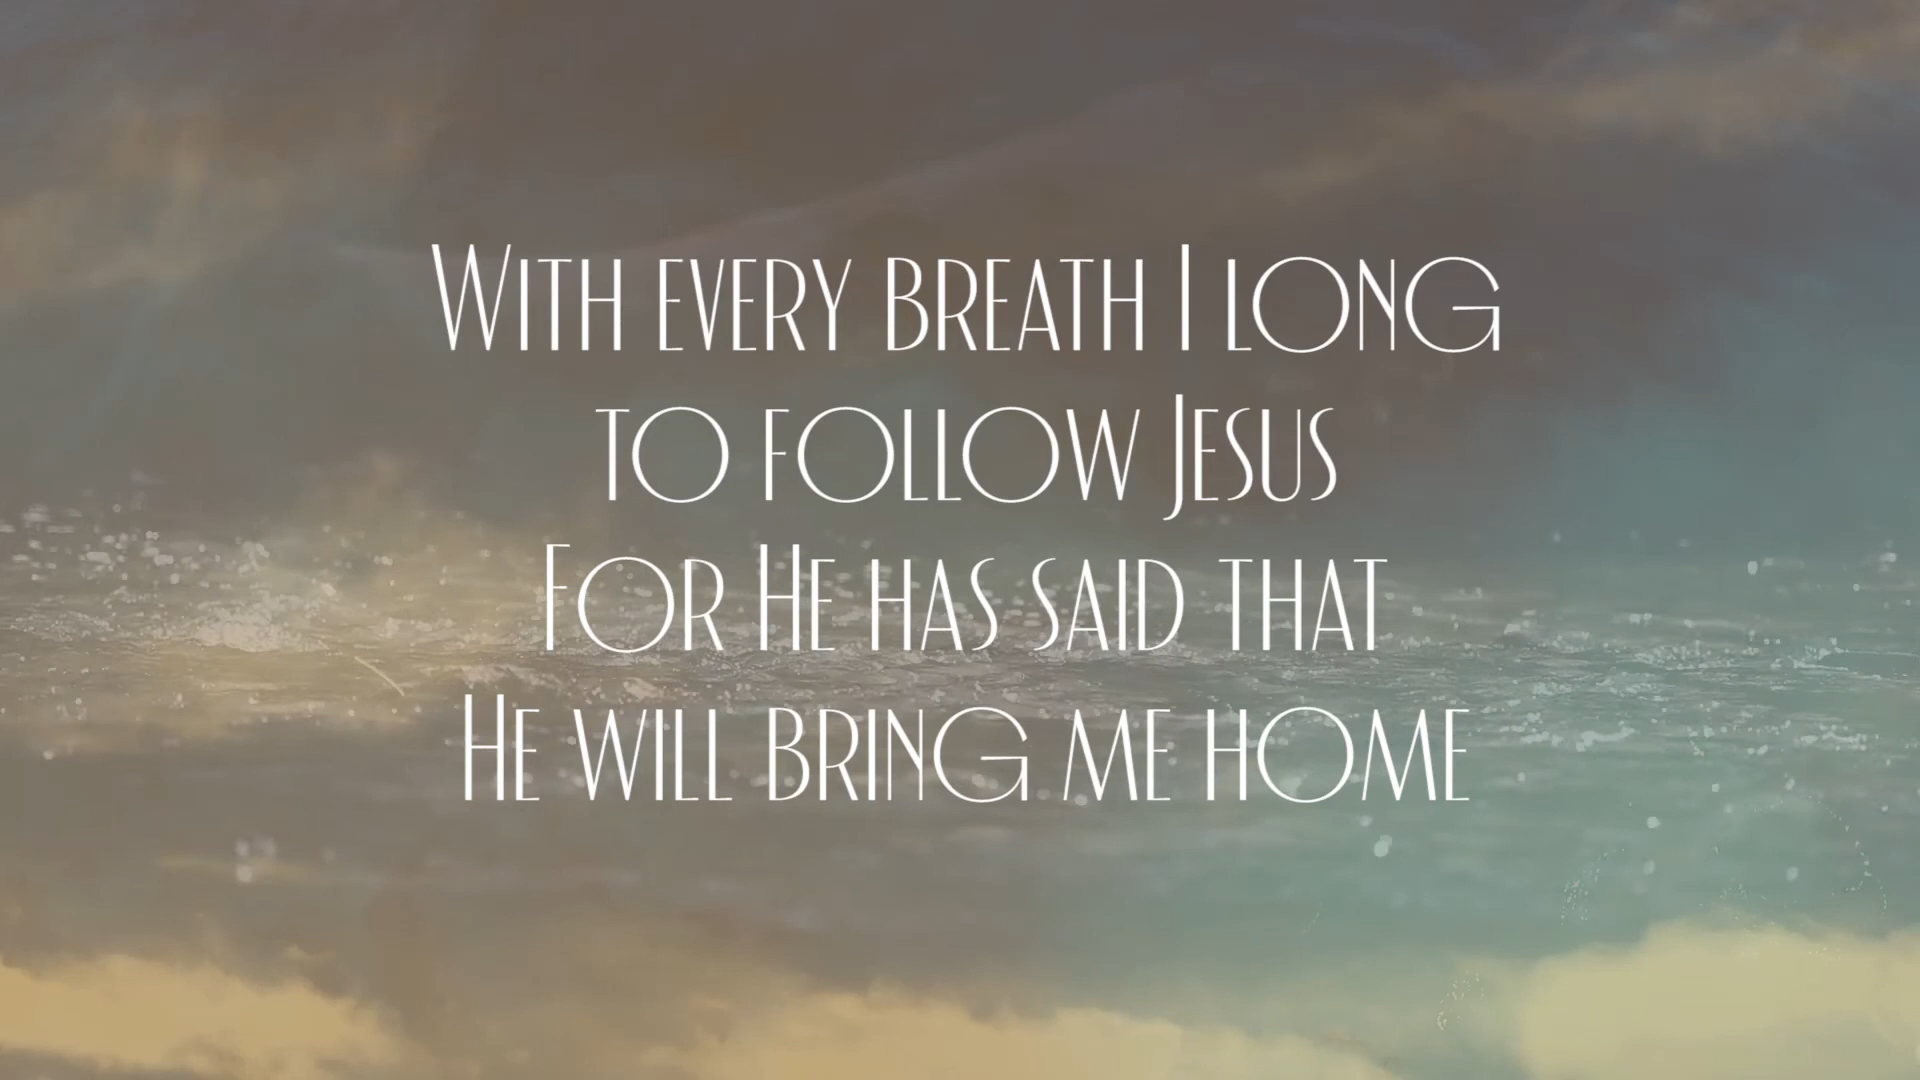 With every breath I long
to follow Jesus
For He has said that
He will bring me home